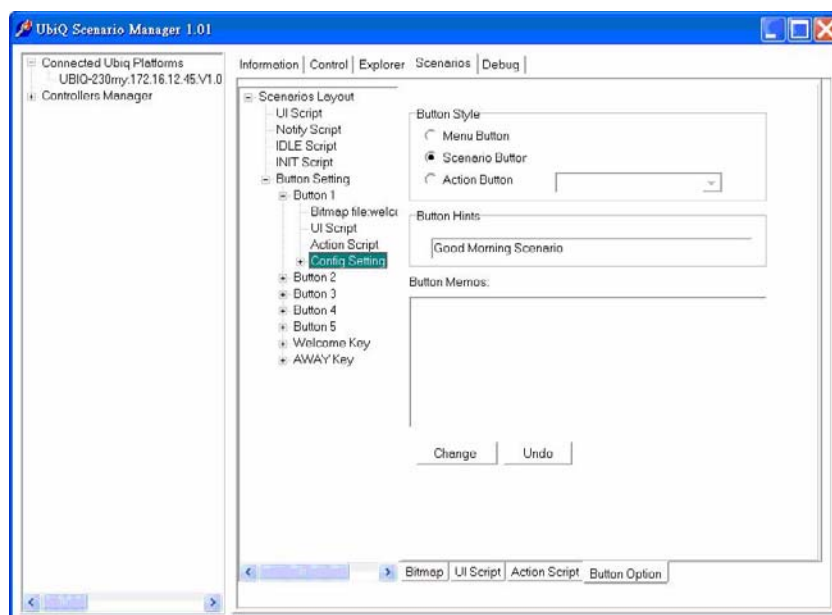 UbiQ Scenario Manager 1.01
Connected Ubiq Platforms
UBIQ-230my:172.16.12.45.V1.0
Controllers Manager
Information Control Explorer Scenarios Debug
Scenarios Layout
UI Script
Notify Script
IDLE Script
INIT Script
Button Setting
Button 1
Bitmap file:welcı
UI Script
Action Script
Config Setting
Button 2
Button 3
Button 4
Button 5
Welcome Key
AWAY Key
Button Style
Menu Button
Scenario Button
Action Button
Button Hints
Good Morning Scenario
Button Memos:
Change Undo
Bitmap UI Script Action Script Button Option